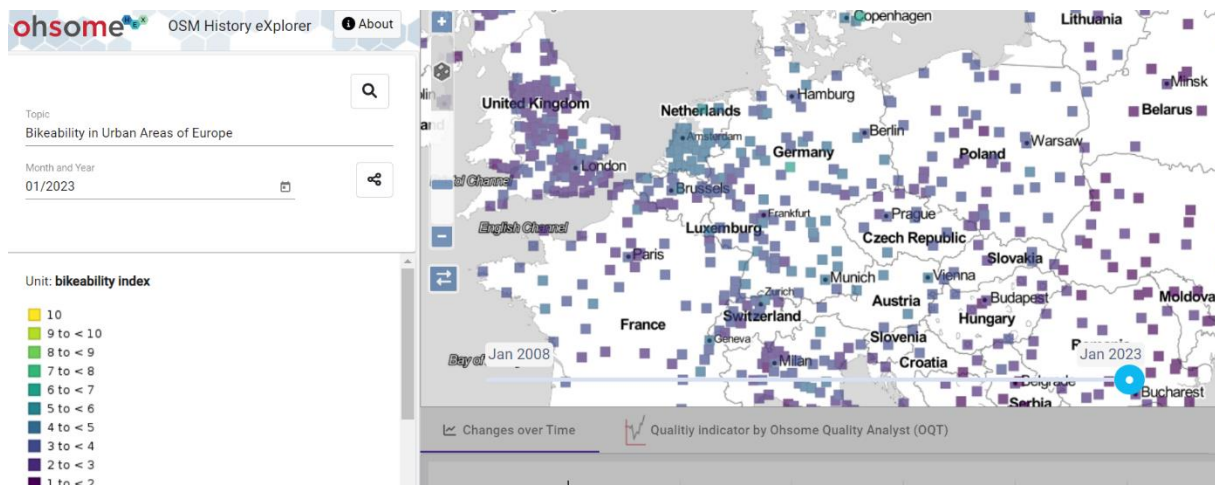 ohsome HEX
OSM History eXplorer
About
Topic
Bikeability in Urban Areas of Europe
Month and Year
01/2023
Unit: bikeability index
10
9 to < 10
8 to < 9
7 to < 8
6 to < 7
5 to < 6
4 to < 5
3 to < 4
2 to < 3
1 to < 2
+
Copenhagen
Lithuania
Minsk
Hamburg
United Kingdom
Netherlands
Belarus
Amsterdam
Berlin
Warsaw
Germany
Poland
London
Brussels
Frankfurt
Prague
English Channel
Luxemburg
Czech Republic
Paris
Slovakia
Munich
Vienna
Zurich
Austria
Budapest
Moldova
Switzerland
Hungary
France
Geneva
Slovenia
Milan
Croatia
Bay of
Jan 2008
Jan 2023
Belgrade
Serbia
Bucharest
Changes over Time
Qualitiy indicator by Ohsome Quality Analyst (OQT)